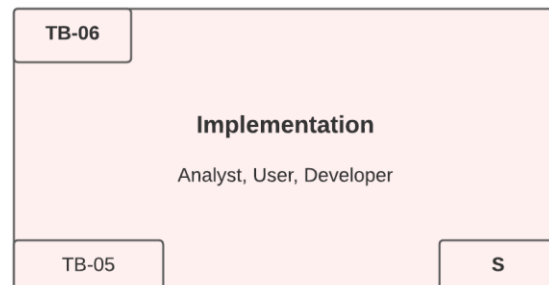 TB-06
Implementation
Analyst, User, Developer
TB-05
S